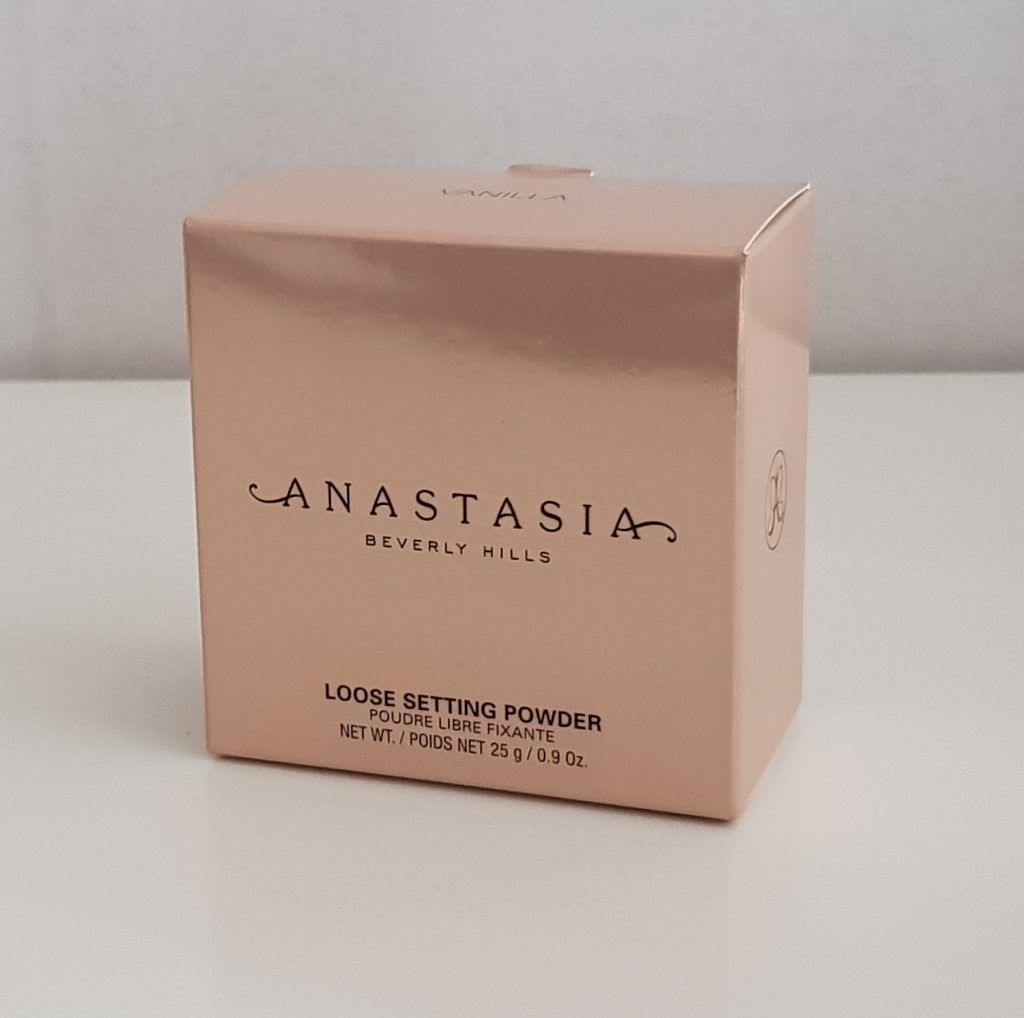 VANILLA
ANASTASIA
BEVERLY HILLS
LOOSE SETTING POWDER
POUDRE LIBRE FIXANTE
NET WT. / POIDS NET 25 g / 0.9 Oz.